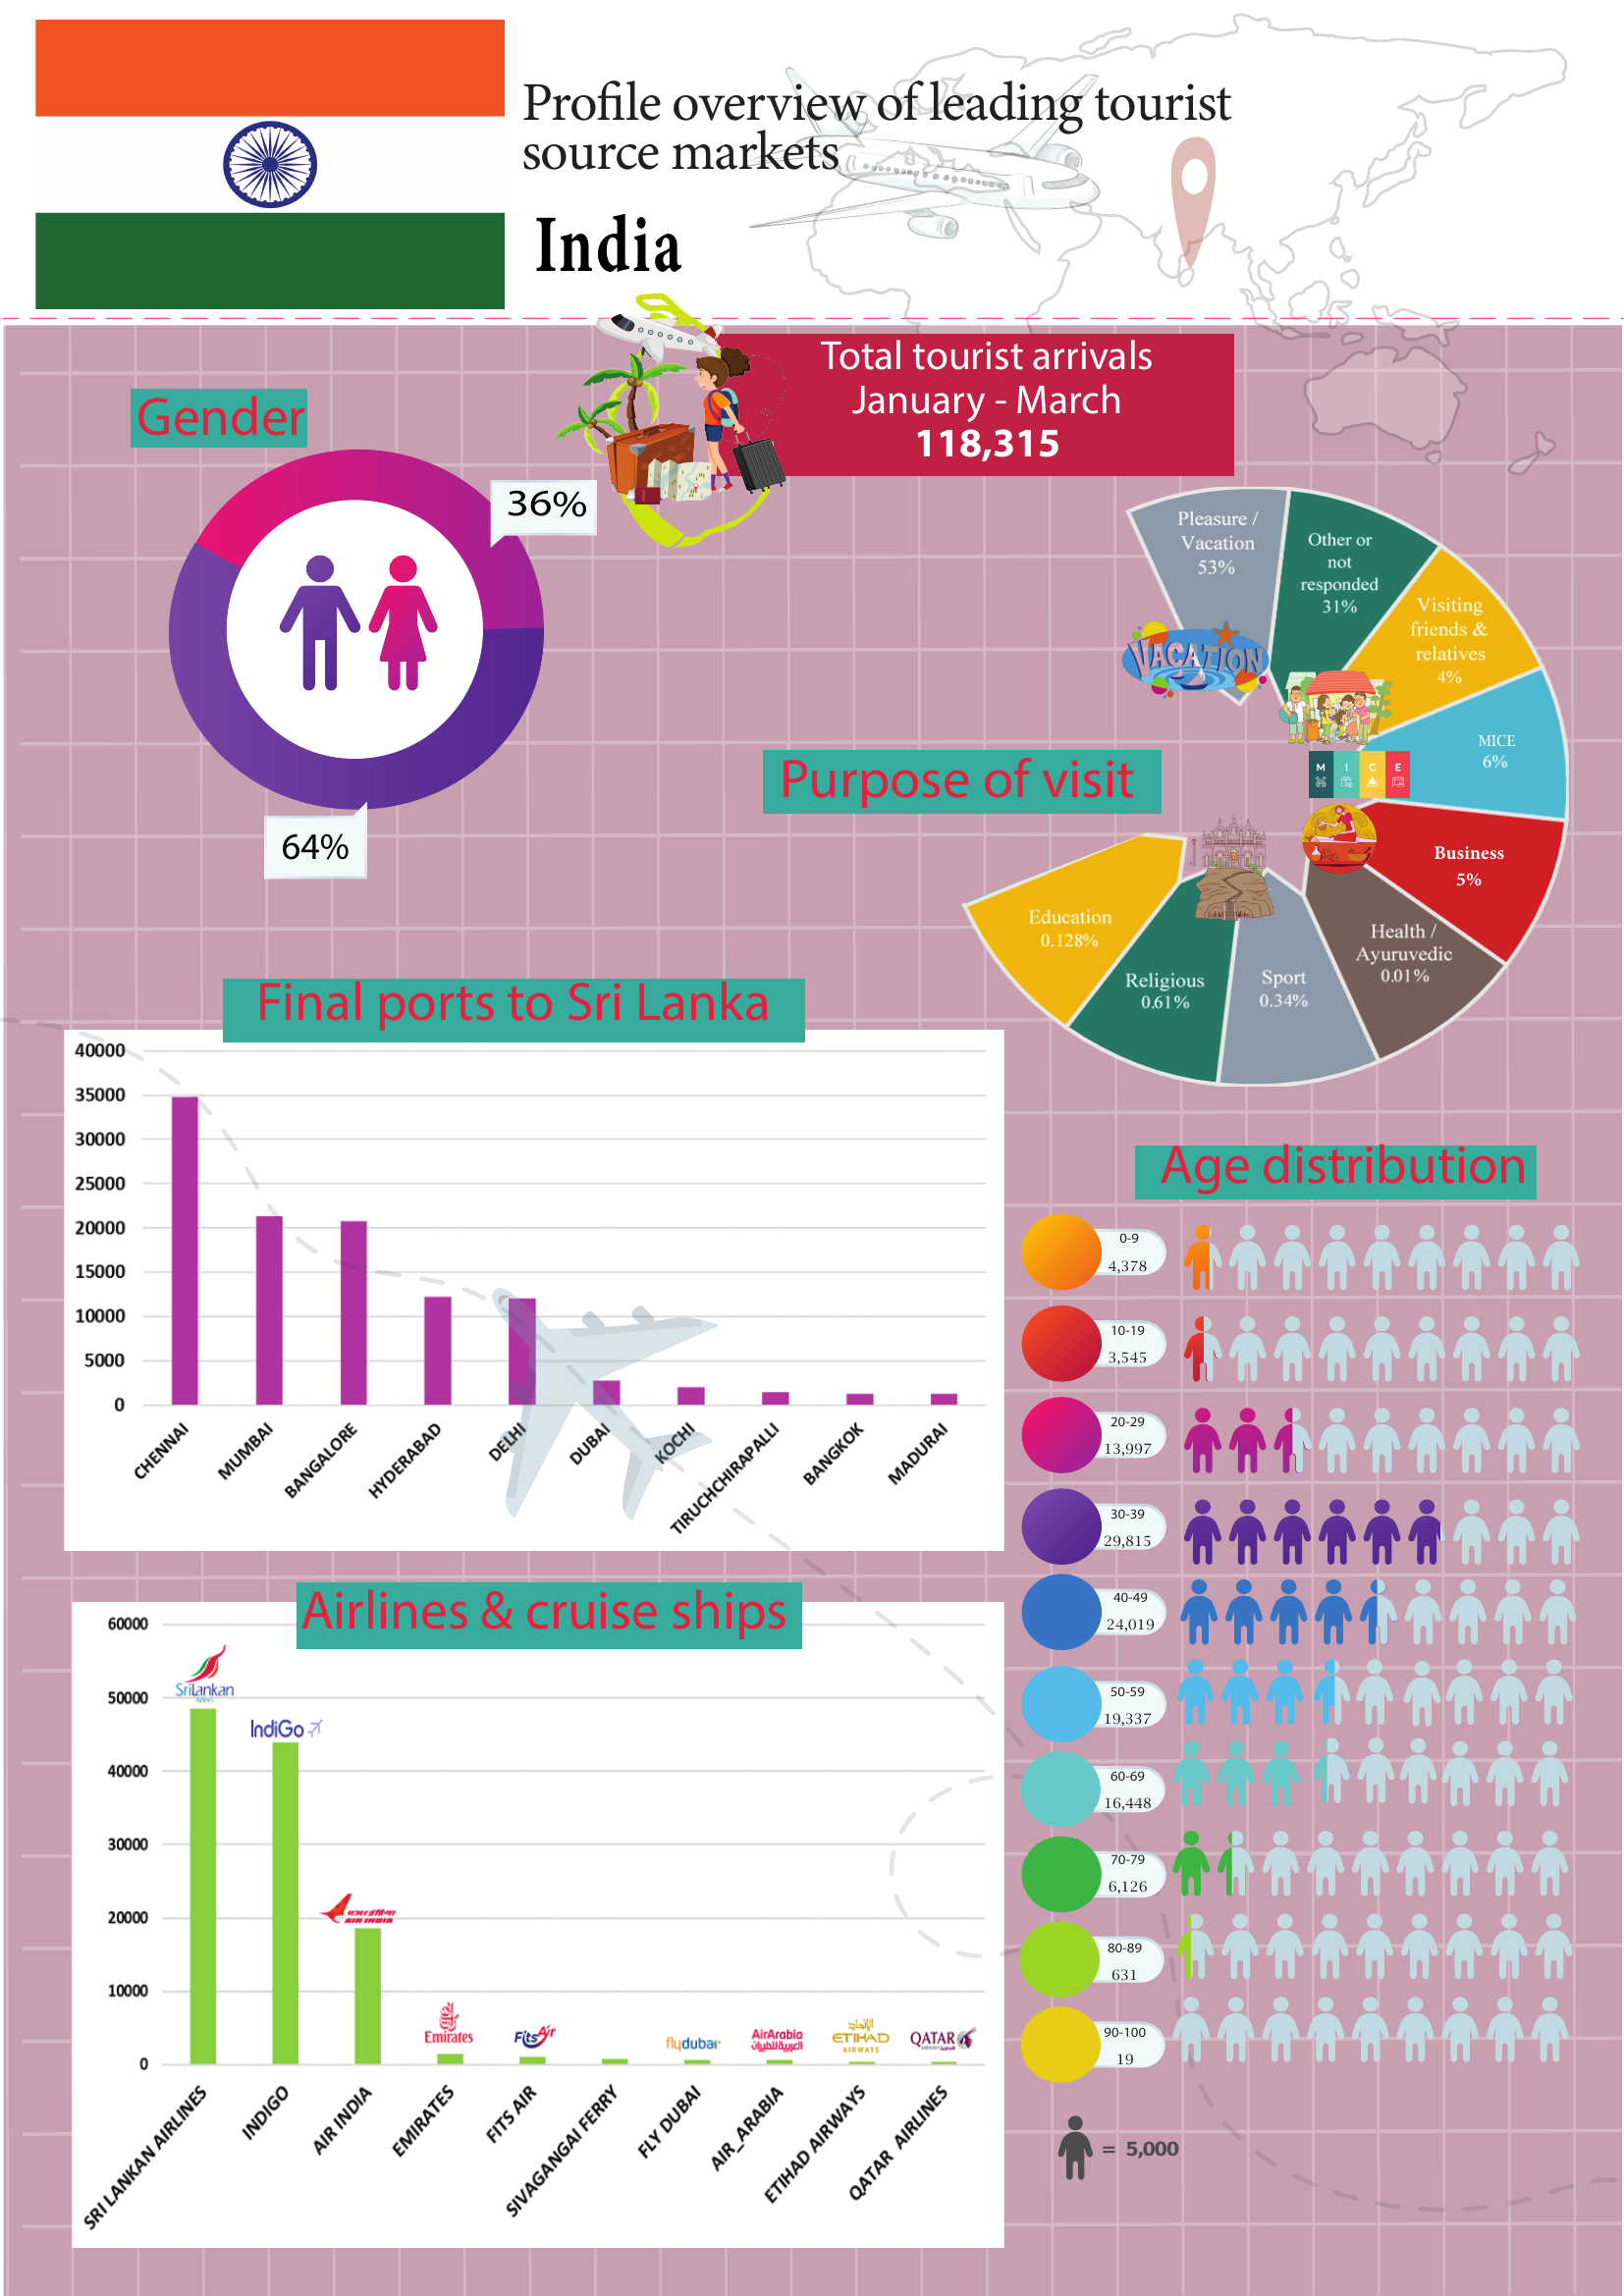 Profile overview of leading tourist
source markets
India
Total tourist arrivals
January - March
118,315
Gender
36%
64%
Purpose of visit
Pleasure /
Vacation
53%
Other or
not
responded
31%
Visiting
friends &
relatives
4%
MICE
6%
Business
5%
Health /
Ayuruvedic
0.01%
Sport
0.34%
Religious
0.61%
Education
0.128%
VACATION
M I C E
Final ports to Sri Lanka
40000
35000
30000
25000
20000
15000
10000
5000
0
CHENNAI
MUMBAI
BANGALORE
HYDERABAD
DELHI
DUBAI
KOCHI
TIRUCHCHIRAPALLI
BANGKOK
MADURAI
Airlines & cruise ships
60000
50000
40000
30000
20000
10000
0
SriLankan
Airlines
IndiGo
एअर इंडिया
AIR INDIA
Emirates
FitsAir
flydubai
AirArabia
العربية للطيران
الإتحاد
ETIHAD
AIRWAYS
QATAR
SRI LANKAN AIRLINES
INDIGO
AIR INDIA
EMIRATES
FITS AIR
SIVAGANGAI FERRY
FLY DUBAI
AIR_ARABIA
ETIHAD AIRWAYS
QATAR AIRLINES
Age distribution
0-9
4,378
10-19
3,545
20-29
13,997
30-39
29,815
40-49
24,019
50-59
19,337
60-69
16,448
70-79
6,126
80-89
631
90-100
19
= 5,000